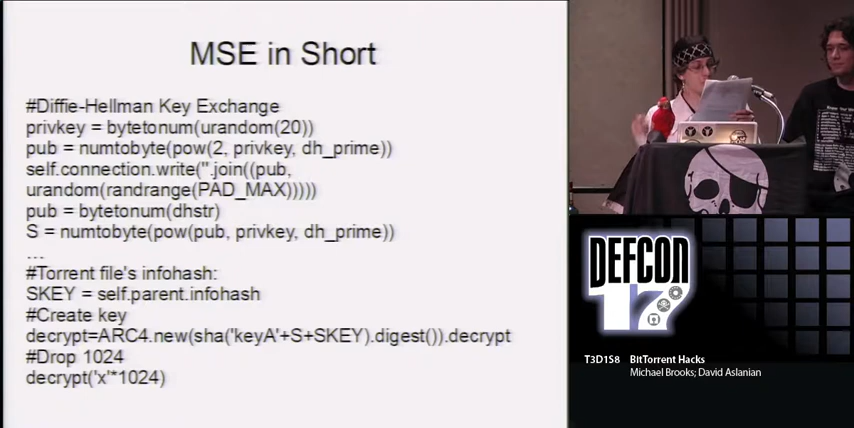 MSE in Short
#Diffie-Hellman Key Exchange
privkey = bytetonum(urandom(20))
pub = numtobyte(pow(2, privkey, dh_prime))
self.connection.write(''.join((pub,
urandom(randrange(PAD_MAX)))))
pub = bytetonum(dhstr)
S = numtobyte(pow(pub, privkey, dh_prime))
...
#Torrent file's infohash:
SKEY = self.parent.infohash
#Create key
decrypt=ARC4.new(sha('keyA'+S+SKEY).digest()).decrypt
#Drop 1024
decrypt('x'*1024)
DEFCON
17
T3D1S8 BitTorrent Hacks
Michael Brooks; David Aslanian